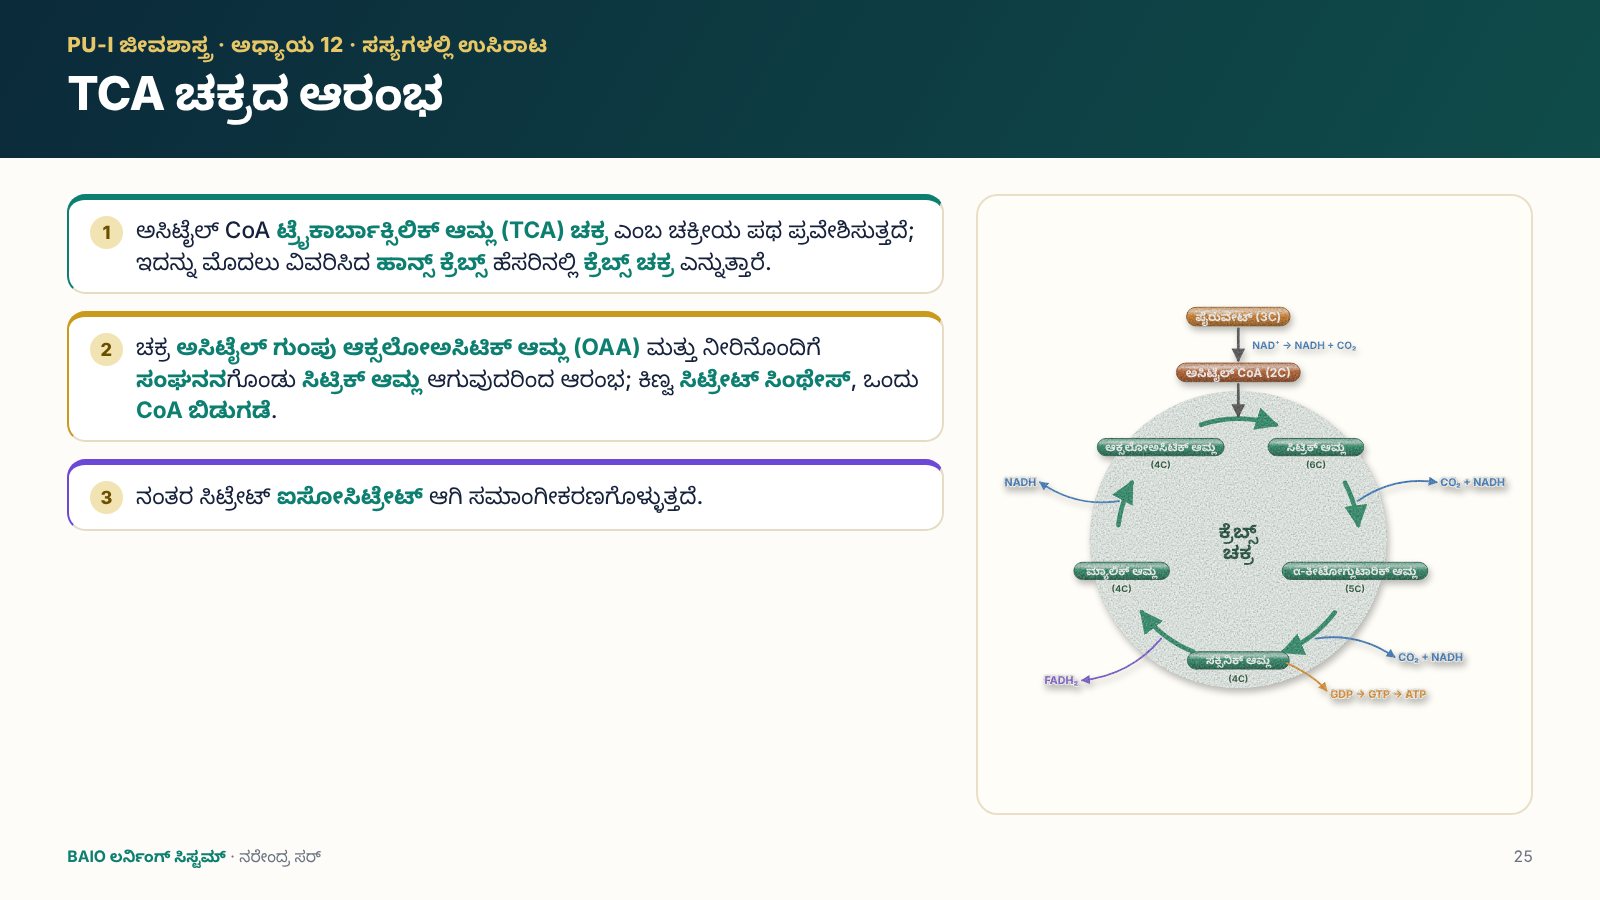 PU-I ಜೀವಶಾಸ್ತ್ರ · ಅಧ್ಯಾಯ 12 · ಸಸ್ಯಗಳಲ್ಲಿ ಉಸಿರಾಟ
TCA ಚಕ್ರದ ಆರಂಭ
1
ಅಸಿಟೈಲ್ CoA ಟ್ರೈಕಾರ್ಬಾಕ್ಸಿಲಿಕ್ ಆಮ್ಲ (TCA) ಚಕ್ರ ಎಂಬ ಚಕ್ರೀಯ ಪಥ ಪ್ರವೇಶಿಸುತ್ತದೆ;
ಇದನ್ನು ಮೊದಲು ವಿವರಿಸಿದ ಹಾನ್ಸ್ ಕ್ರೆಬ್ಸ್ ಹೆಸರಿನಲ್ಲಿ ಕ್ರೆಬ್ಸ್ ಚಕ್ರ ಎನ್ನುತ್ತಾರೆ.
2
ಚಕ್ರ ಅಸಿಟೈಲ್ ಗುಂಪು ಆಕ್ಸಲೋಅಸಿಟಿಕ್ ಆಮ್ಲ (OAA) ಮತ್ತು ನೀರಿನೊಂದಿಗೆ
ಸಂಘನನಗೊಂಡು ಸಿಟ್ರಿಕ್ ಆಮ್ಲ ಆಗುವುದರಿಂದ ಆರಂಭ; ಕಿಣ್ವ ಸಿಟ್ರೇಟ್ ಸಿಂಥೇಸ್, ಒಂದು
CoA ಬಿಡುಗಡೆ.
3
ನಂತರ ಸಿಟ್ರೇಟ್ ಐಸೋಸಿಟ್ರೇಟ್ ಆಗಿ ಸಮಾಂಗೀಕರಣಗೊಳ್ಳುತ್ತದೆ.
ಪೈರುವೇಟ್ (3C)
NAD⁺ → NADH + CO₂
ಅಸಿಟೈಲ್ CoA (2C)
ಆಕ್ಸಲೋಅಸಿಟಿಕ್ ಆಮ್ಲ
(4C)
ಸಿಟ್ರಿಕ್ ಆಮ್ಲ
(6C)
NADH
CO₂ + NADH
ಕ್ರೆಬ್ಸ್
ಚಕ್ರ
ಮ್ಯಾಲಿಕ್ ಆಮ್ಲ
(4C)
α-ಕೀಟೋಗ್ಲುಟಾರಿಕ್ ಆಮ್ಲ
(5C)
ಸಕ್ಸಿನಿಕ್ ಆಮ್ಲ
(4C)
CO₂ + NADH
FADH₂
GDP → GTP → ATP
BAIO ಲರ್ನಿಂಗ್ ಸಿಸ್ಟಮ್ · ನರೇಂದ್ರ ಸರ್
25